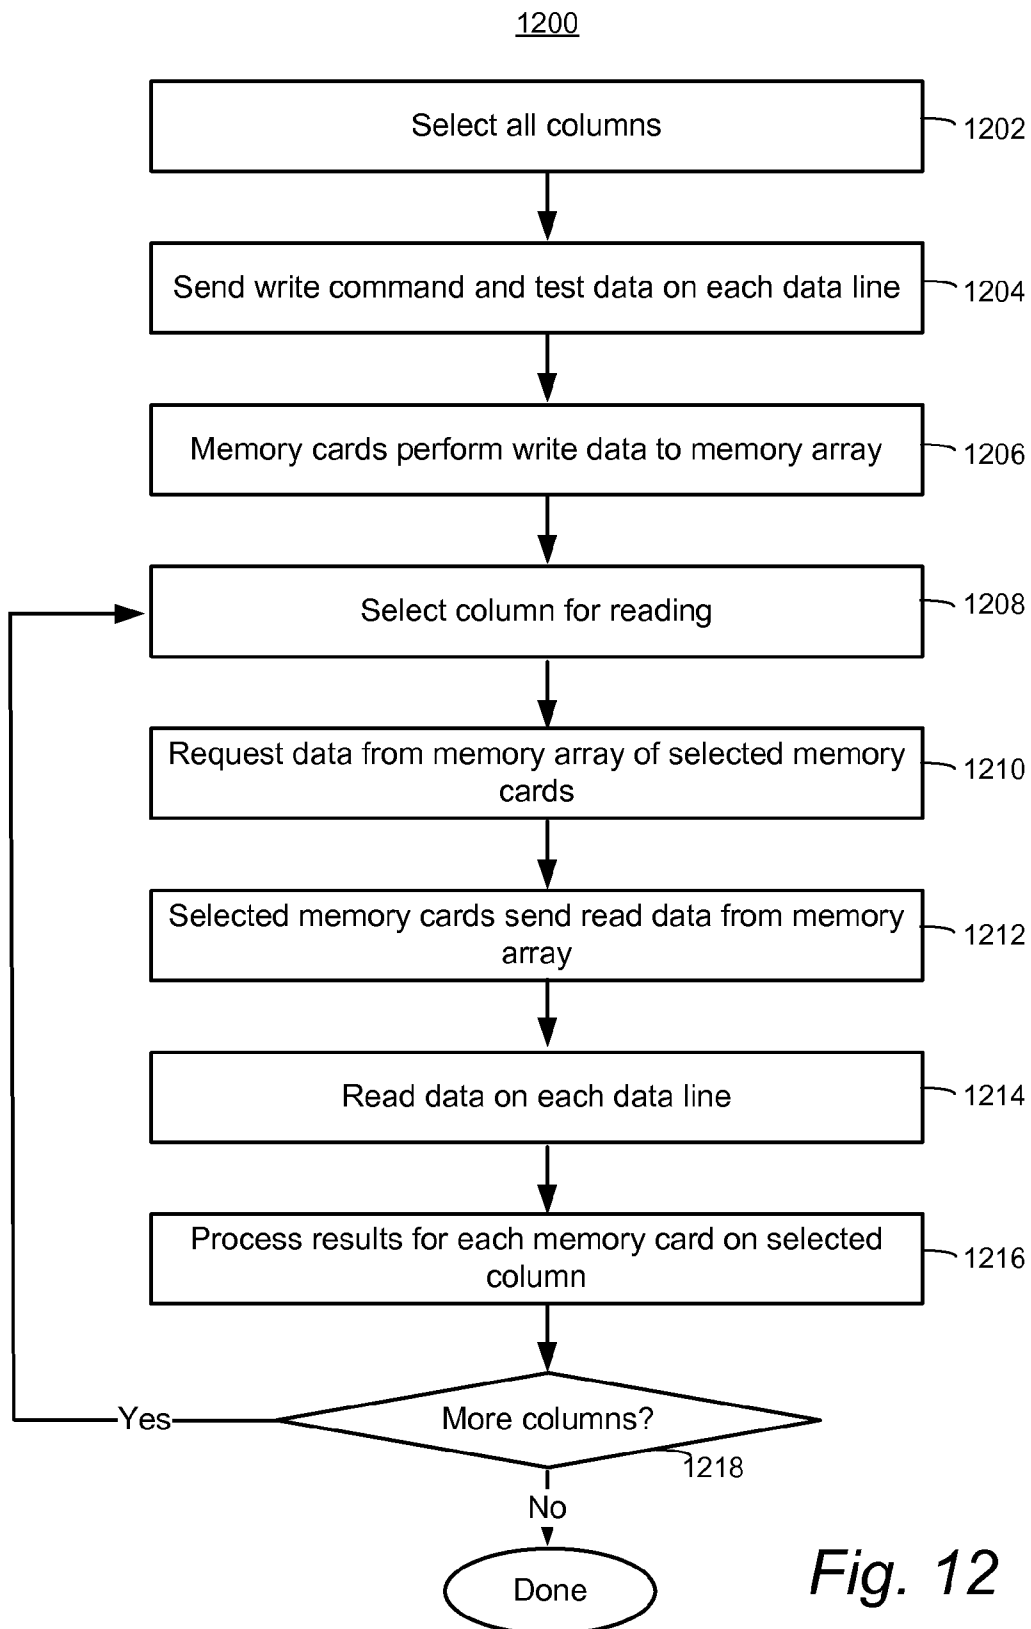 1200
Select all columns
1202
Send write command and test data on each data line
1204
Memory cards perform write data to memory array
1206
Select column for reading
1208
Request data from memory array of selected memory
cards
1210
Selected memory cards send read data from memory
array
1212
Read data on each data line
1214
Process results for each memory card on selected
column
1216
Yes
More columns?
1218
No
Done
Fig. 12